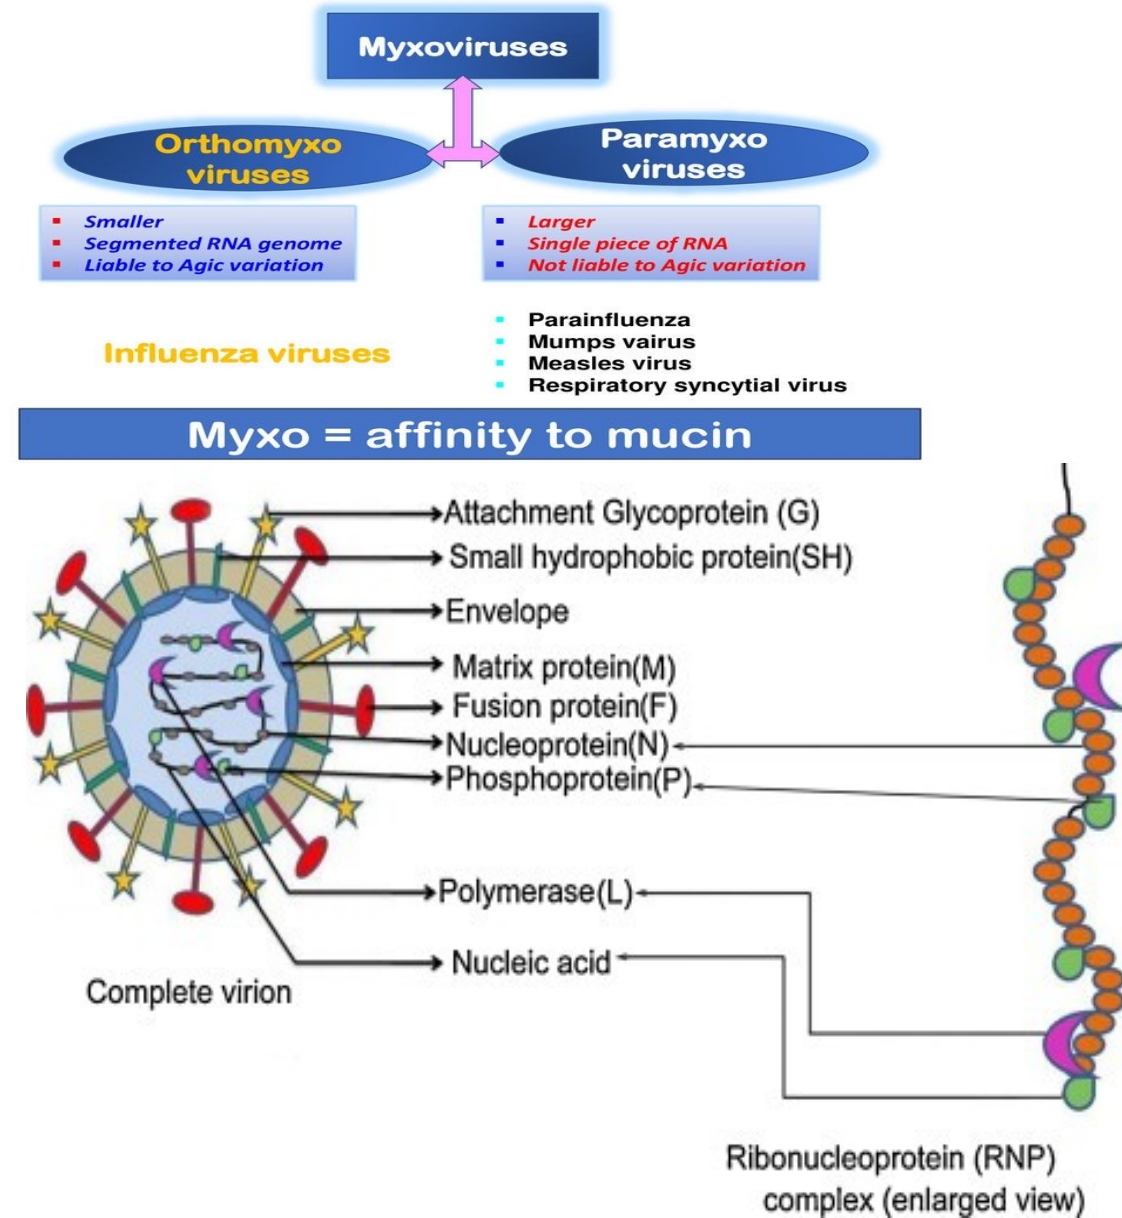 Myxoviruses
Orthomyxo
viruses
Paramyxo
viruses
Smaller
Segmented RNA genome
Liable to Agic variation
Larger
Single piece of RNA
Not liable to Agic variation
Influenza viruses
Parainfluenza
Mumps vairus
Measles virus
Respiratory syncytial virus
Myxo = affinity to mucin
Attachment Glycoprotein (G)
Small hydrophobic protein(SH)
Envelope
Matrix protein(M)
Fusion protein(F)
Nucleoprotein(N)
Phosphoprotein(P)
Polymerase(L)
Nucleic acid
Complete virion
Ribonucleoprotein (RNP)
complex (enlarged view)